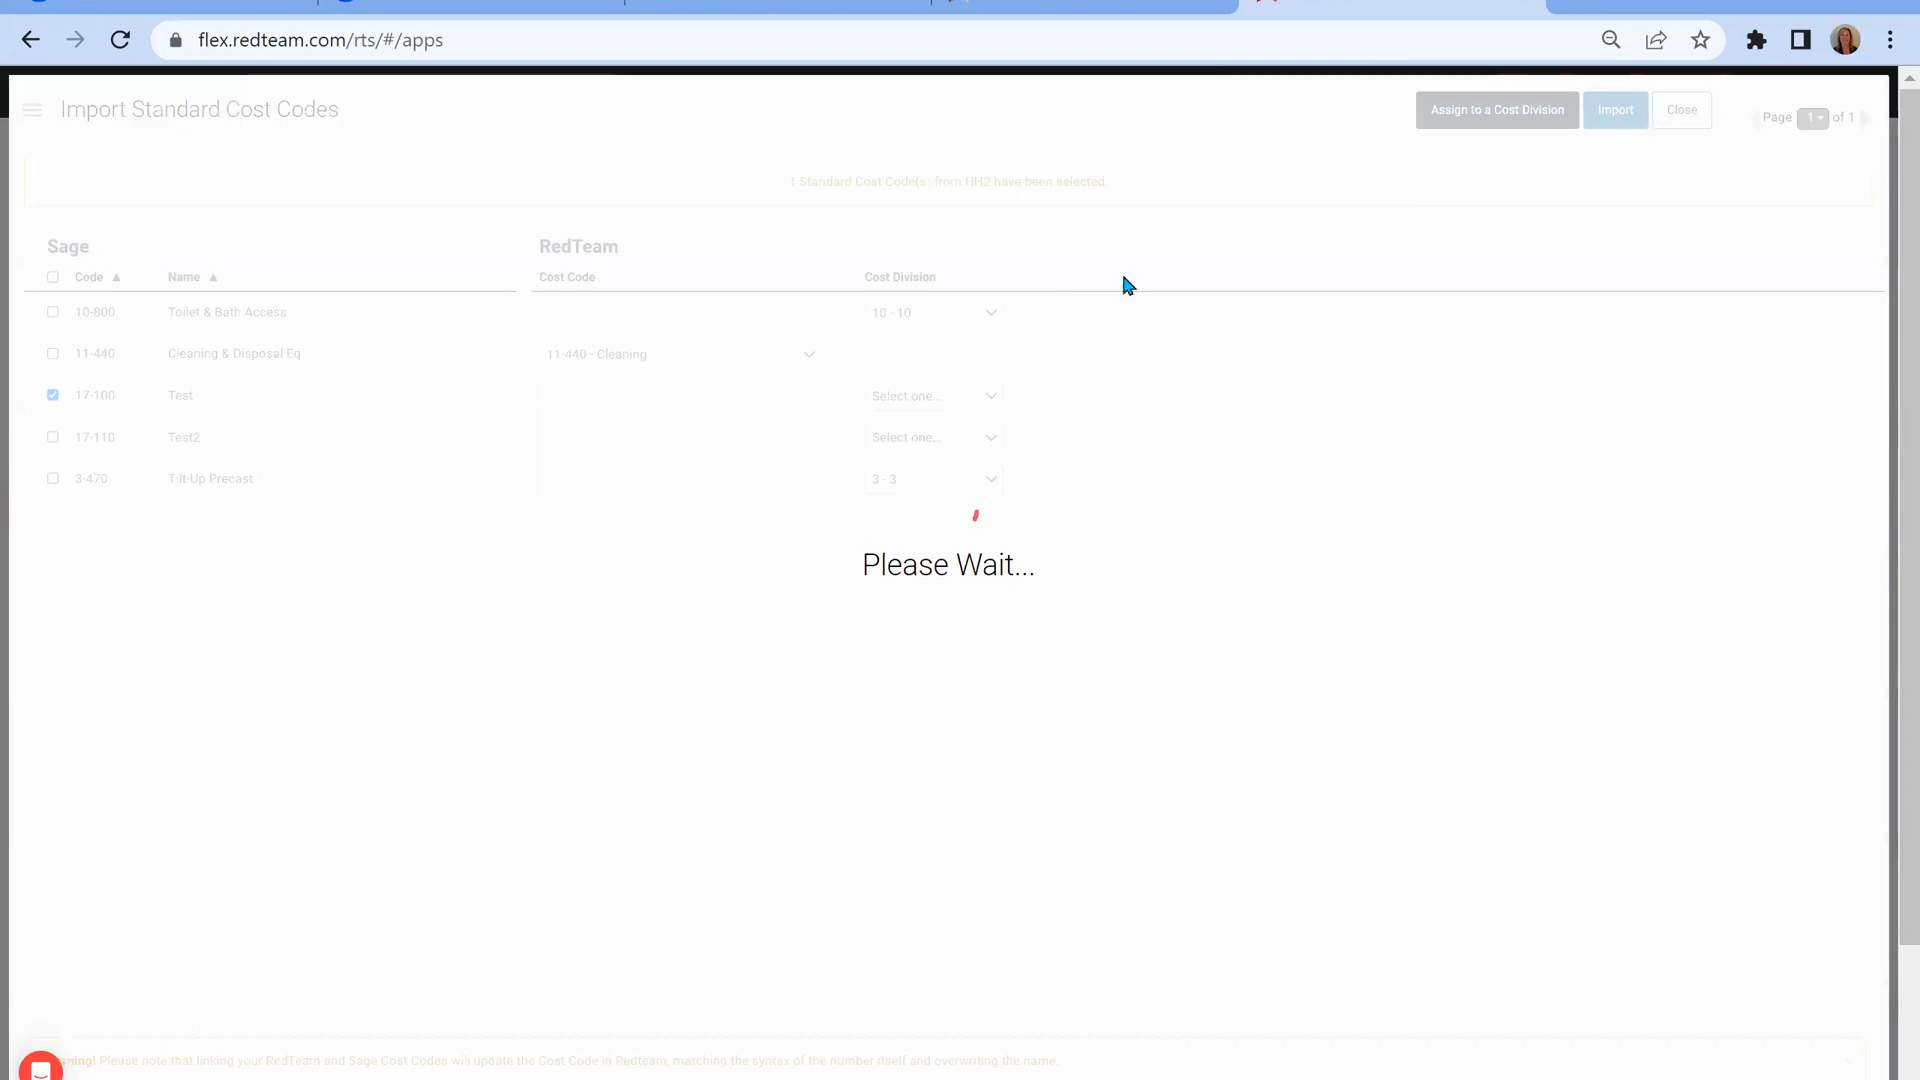 flex.redteam.com/rts/#/apps
Import Standard Cost Codes
Assign to a Cost Division
Import
Close
Page 1 of 1
1 Standard Cost Code(s) from HH2 have been selected.
Sage
RedTeam
Code ▲ Name ▲ Cost Code Cost Division
10-800 Toilet & Bath Access 10 - 10
11-440 Cleaning & Disposal Eq 11-440 - Cleaning
17-100 Test Select one...
17-110 Test2 Select one...
3-470 Tilt-Up Precast 3 - 3
Please Wait...
Please note that linking your RedTeam and Sage Cost Codes will update the Cost Code in Redteam, matching the syntax of the number itself and overwriting the name.